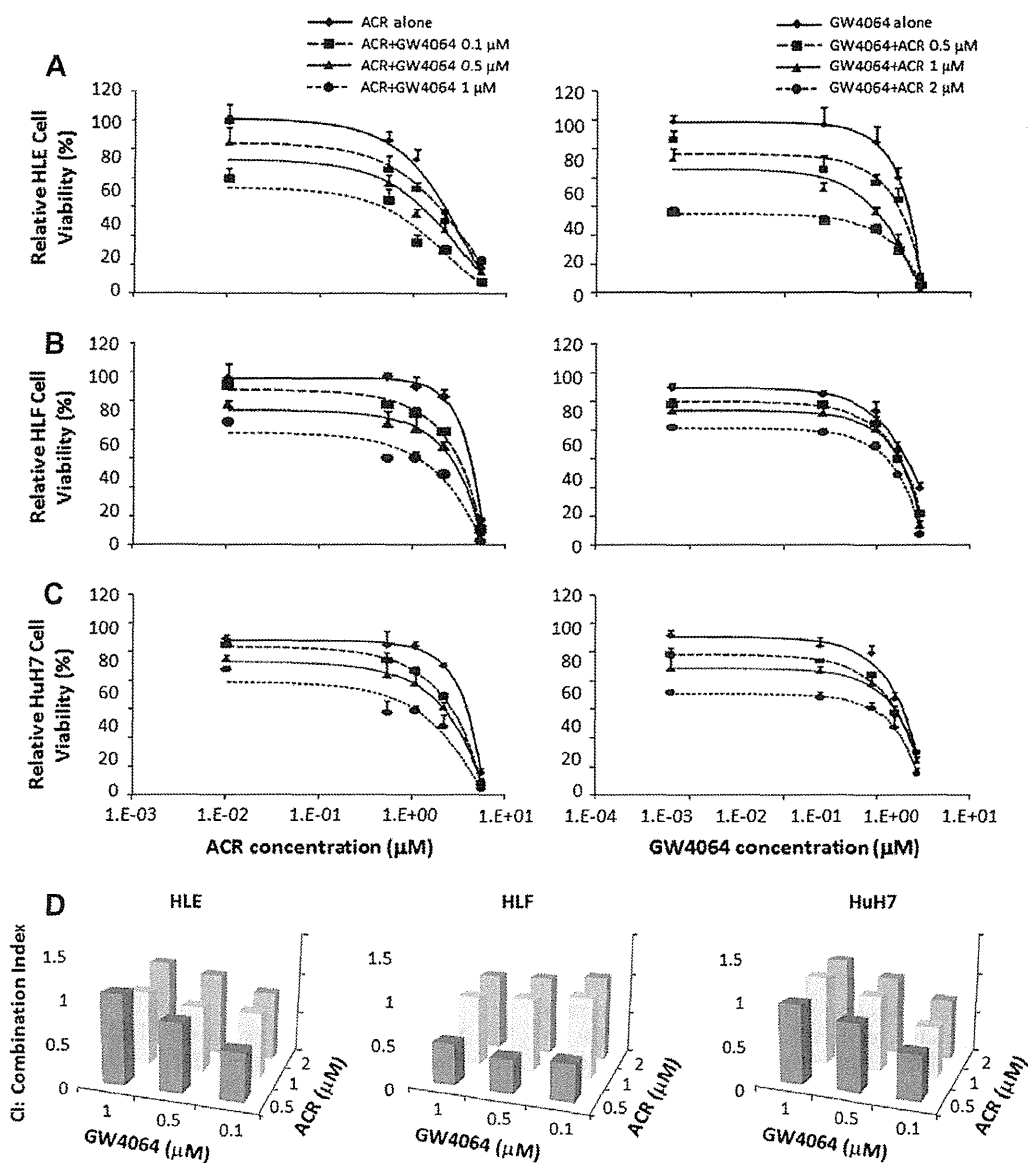 ACR alone
ACR+GW4064 0.1 μM
ACR+GW4064 0.5 μM
ACR+GW4064 1 μM
GW4064 alone
GW4064+ACR 0.5 μM
GW4064+ACR 1 μM
GW4064+ACR 2 μM
A
Relative HLE Cell
Viability (%)
120
100
80
60
40
20
0
120
100
80
60
40
20
0
B
Relative HLF Cell
Viability (%)
120
100
80
60
40
20
0
120
100
80
60
40
20
0
C
Relative HuH7 Cell
Viability (%)
120
100
80
60
40
20
0
120
100
80
60
40
20
0
1.E-03 1.E-02 1.E-01 1.E+00 1.E+01
1.E-04 1.E-03 1.E-02 1.E-01 1.E+00 1.E+01
ACR concentration (μM)
GW4064 concentration (μM)
D
HLE
HLF
HuH7
CI: Combination Index
1.5
1
0.5
0
1
0.5
0.1
GW4064 (μM)
0.5
1
2
ACR (μM)
1.5
1
0.5
0
1
0.5
0.1
GW4064 (μM)
0.5
1
2
ACR (μM)
1.5
1
0.5
0
1
0.5
0.1
GW4064 (μM)
0.5
1
2
ACR (μM)